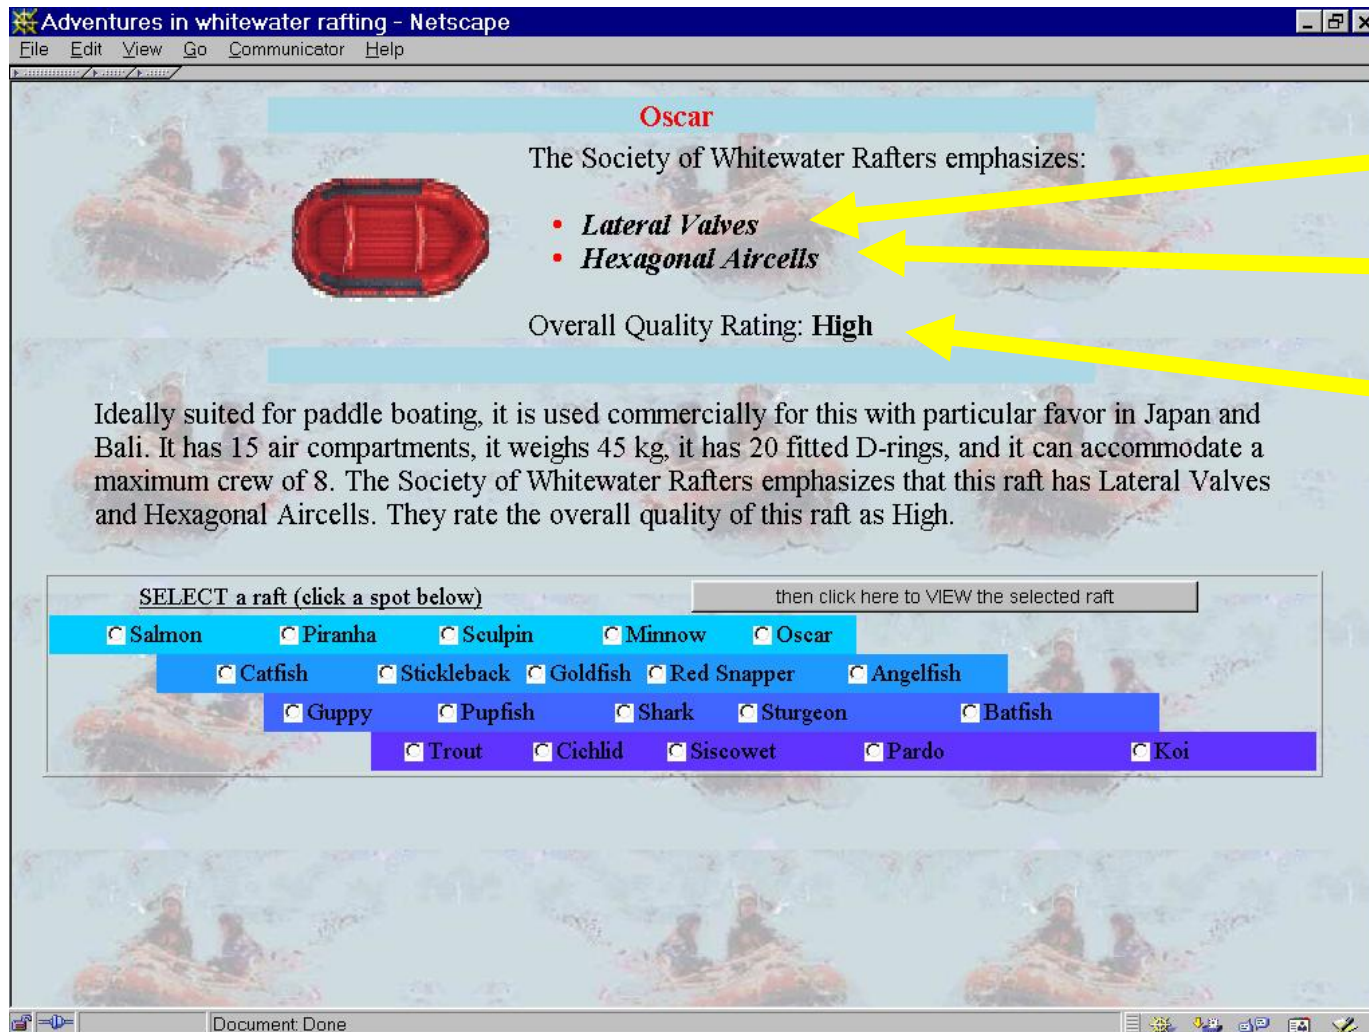 Adventures in whitewater rafting - Netscape
File Edit View Go Communicator Help
Oscar
The Society of Whitewater Rafters emphasizes:
• Lateral Valves
• Hexagonal Aircells
Overall Quality Rating: High
Ideally suited for paddle boating, it is used commercially for this with particular favor in Japan and
Bali. It has 15 air compartments, it weighs 45 kg, it has 20 fitted D-rings, and it can accommodate a
maximum crew of 8. The Society of Whitewater Rafters emphasizes that this raft has Lateral Valves
and Hexagonal Aircells. They rate the overall quality of this raft as High.
SELECT a raft (click a spot below) then click here to VIEW the selected raft
Salmon Piranha Sculpin Minnow Oscar
Catfish Stickleback Goldfish Red Snapper Angelfish
Guppy Pupfish Shark Sturgeon Batfish
Trout Cichlid Siscowet Pardo Koi
Document: Done